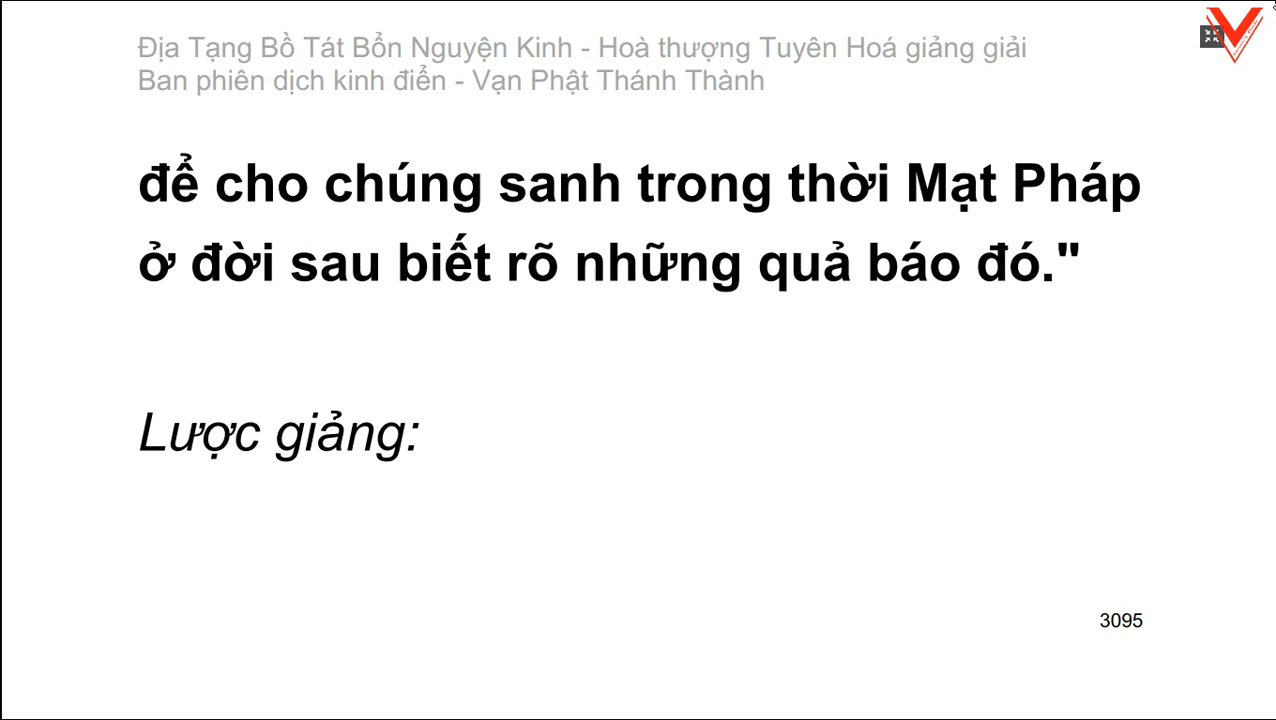 Địa Tạng Bồ Tát Bổn Nguyện Kinh - Hoà thượng Tuyên Hoá giảng giải
Ban phiên dịch kinh điển - Vạn Phật Thánh Thành
để cho chúng sanh trong thời Mạt Pháp
ở đời sau biết rõ những quả báo đó."
Lược giảng:
3095